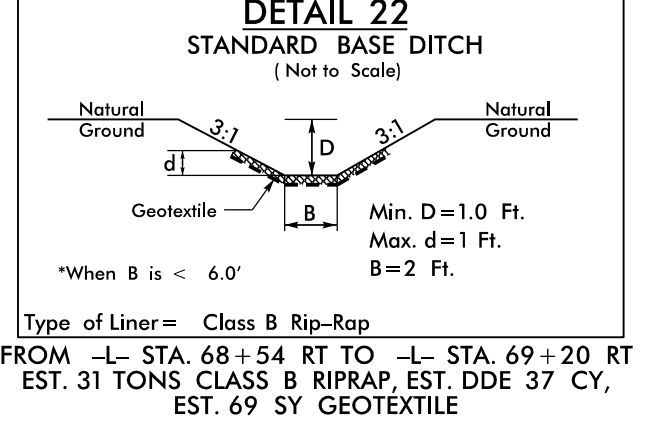 DETAIL 22
STANDARD BASE DITCH
( Not to Scale)
Natural
Ground
3:1
D
3:1
Natural
Ground
d
Geotextile
B
Min. D=1.0 Ft.
Max. d=1 Ft.
B=2 Ft.
*When B is < 6.0'
Type of Liner= Class B Rip-Rap
FROM -L- STA. 68+54 RT TO -L- STA. 69+20 RT
EST. 31 TONS CLASS B RIPRAP, EST. DDE 37 CY,
EST. 69 SY GEOTEXTILE